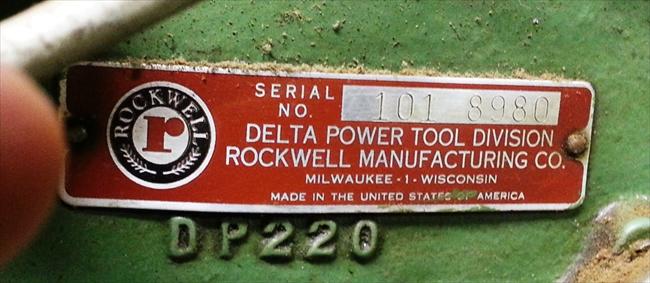 ROCKWELL
r
SERIAL
NO. 101 8980
DELTA POWER TOOL DIVISION
ROCKWELL MANUFACTURING CO.
MILWAUKEE - 1 - WISCONSIN
MADE IN THE UNITED STATES OF AMERICA
DP220